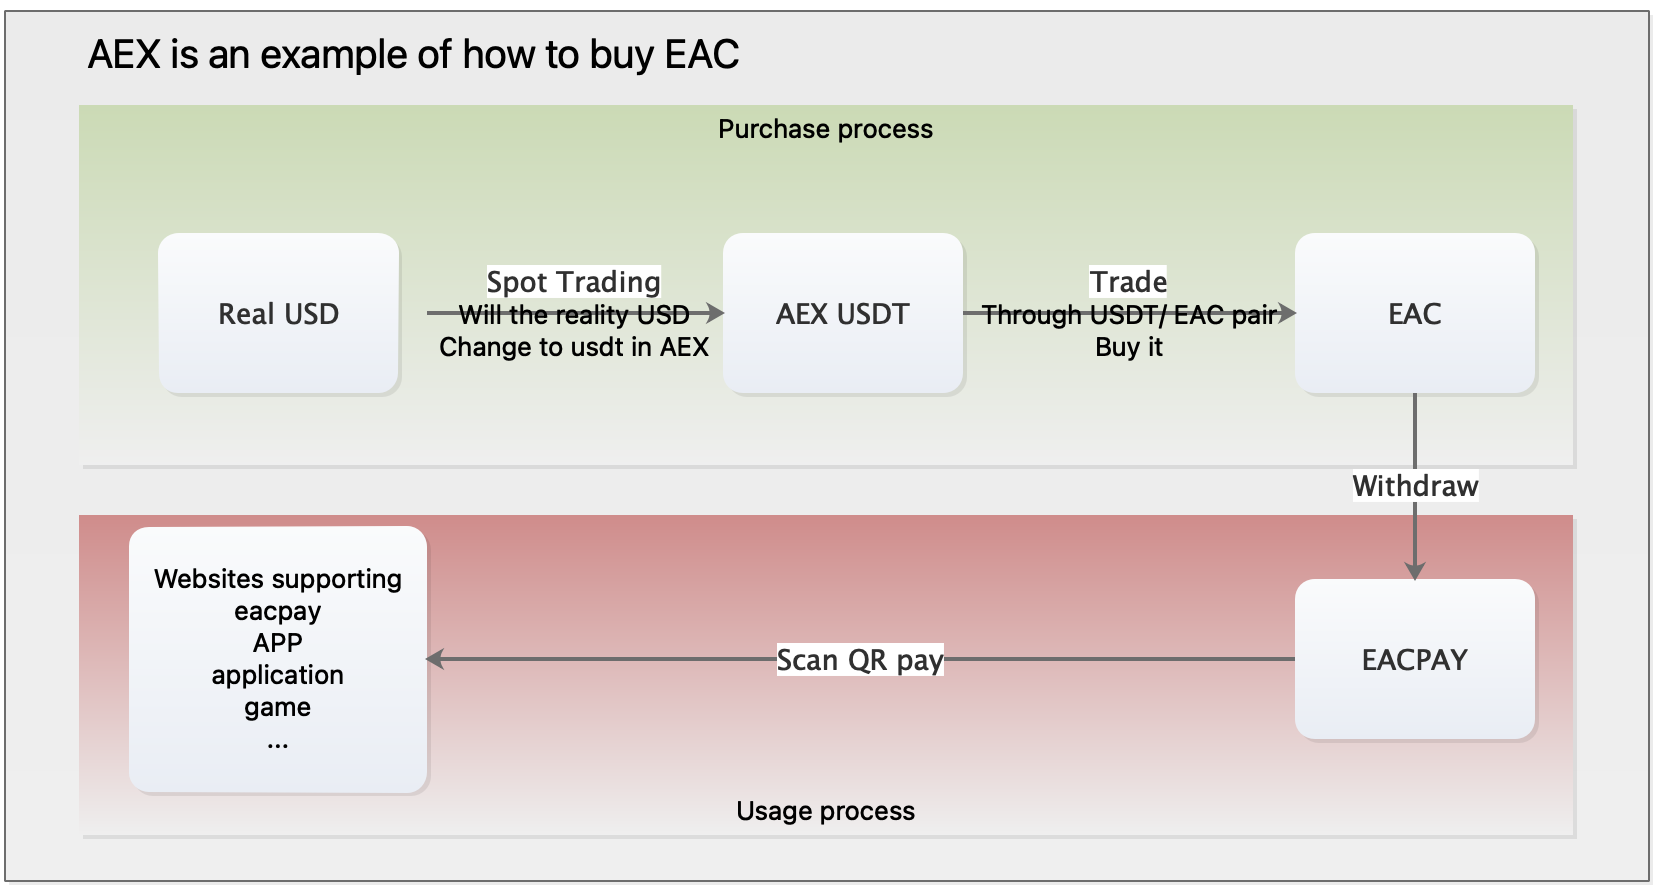 AEX is an example of how to buy EAC
Purchase process
Real USD
Spot Trading
Will the reality USD
Change to usdt in AEX
AEX USDT
Trade
Through USDT/ EAC pair
Buy it
EAC
Withdraw
Websites supporting
eacpay
APP
application
game
...
Scan QR pay
EACPAY
Usage process